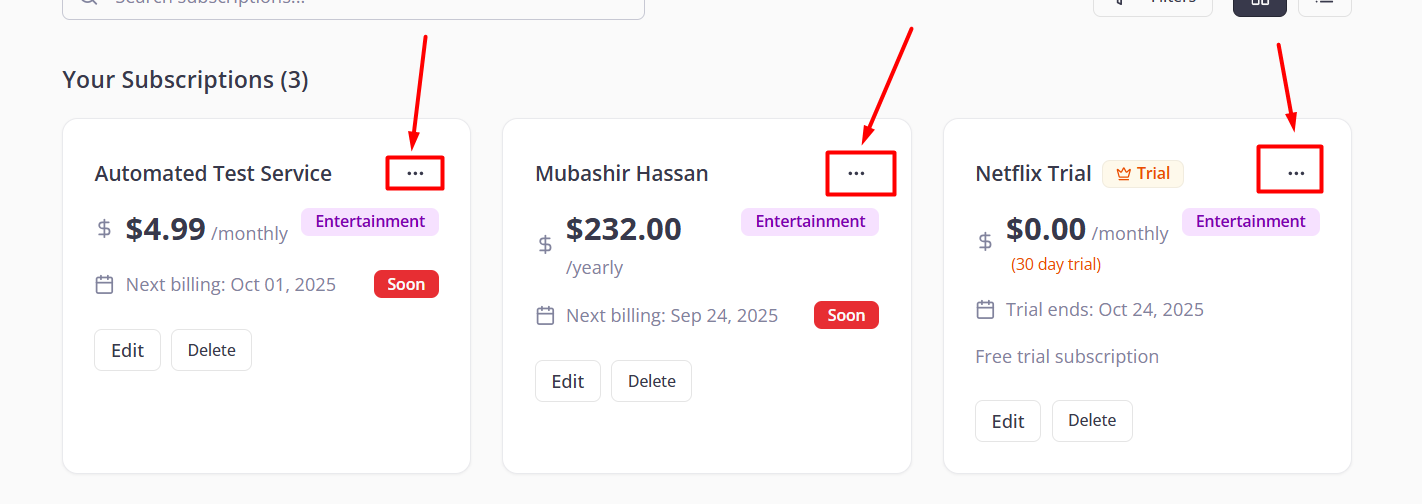 Search subscriptions...
Filters
Your Subscriptions (3)
Automated Test Service
...
$ $4.99 /monthly
Entertainment
Next billing: Oct 01, 2025
Soon
Edit
Delete
Mubashir Hassan
...
$ $232.00
/yearly
Entertainment
Next billing: Sep 24, 2025
Soon
Edit
Delete
Netflix Trial
Trial
...
$ $0.00 /monthly
(30 day trial)
Entertainment
Trial ends: Oct 24, 2025
Free trial subscription
Edit
Delete